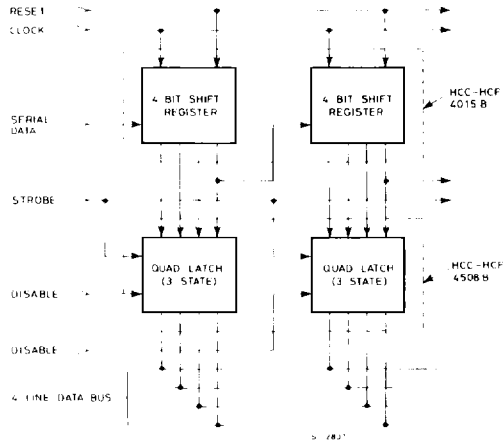 RESET
CLOCK
4 BIT SHIFT
REGISTER
4 BIT SHIFT
REGISTER
HCC-HCF
4015 B
SERIAL
DATA
STROBE
QUAD LATCH
(3 STATE)
QUAD LATCH
(3 STATE)
HCC-HCF
4508 B
DISABLE
DISABLE
4 LINE DATA BUS